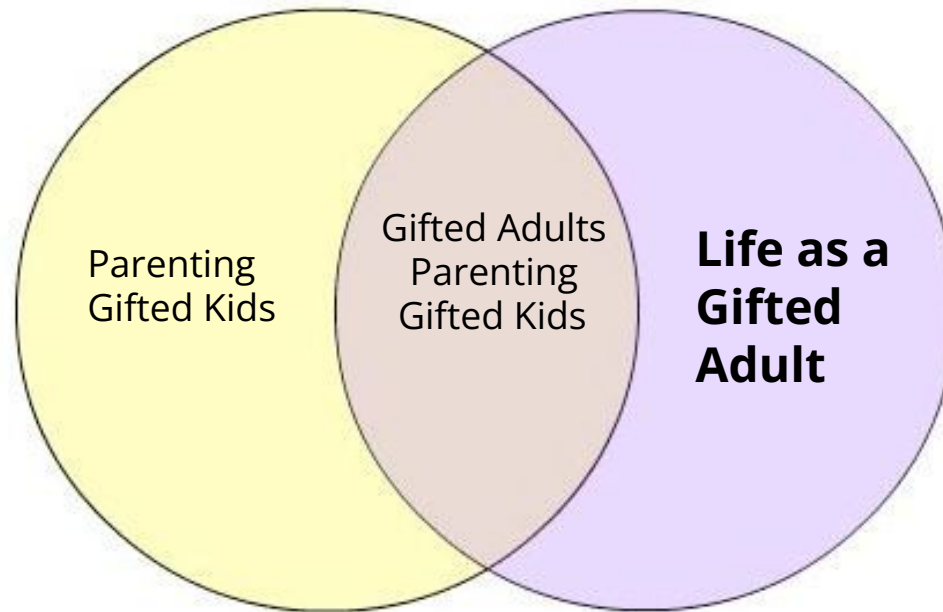 Parenting
Gifted Kids
Gifted Adults
Parenting
Gifted Kids
Life as a
Gifted
Adult